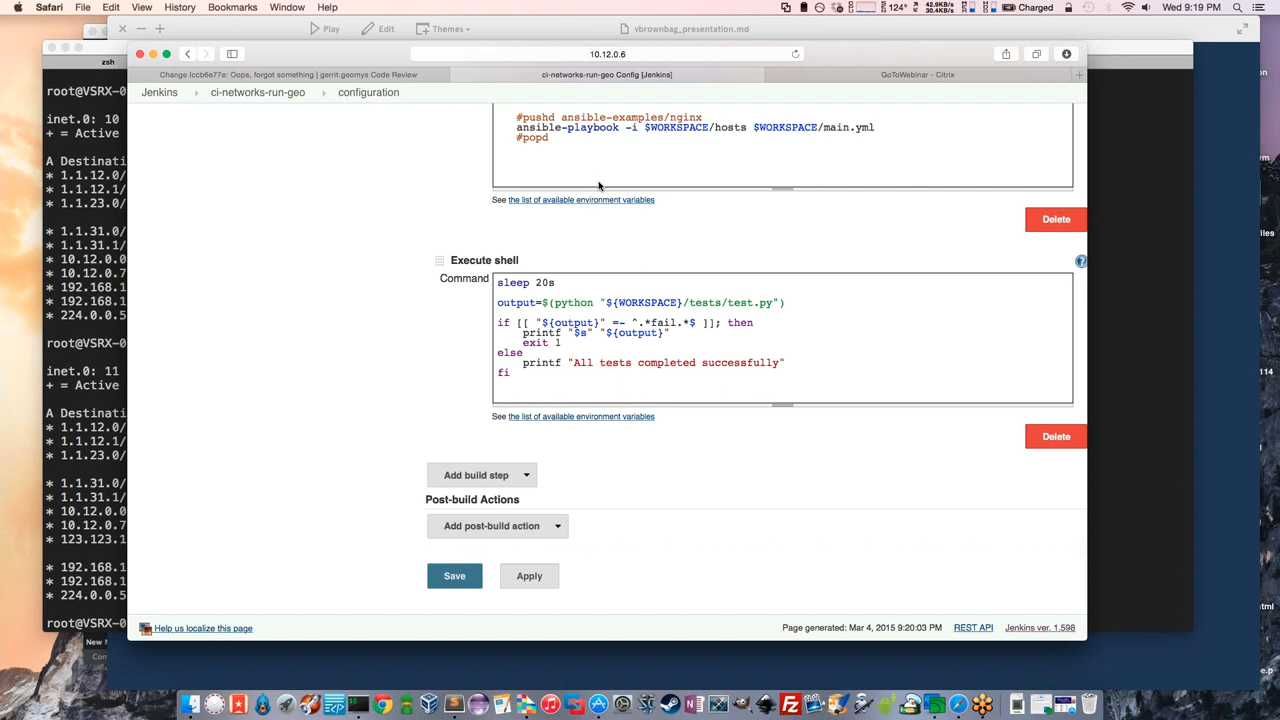 Safari File Edit View History Bookmarks Window Help
124° 42.9KB/s 30.4KB/s Charged Wed 9:19 PM
Play Edit Themes vbrownbag_presentation.md
10.12.0.6
zsh
Change Iccb6e77e: Oops, forgot something | gerrit.geomys Code Review
ci-networks-run-geo Config [Jenkins]
GoToWebinar - Citrix
Jenkins ci-networks-run-geo configuration
root@VSRX-0
inet.0: 10
+ = Active
A Destinati
* 1.1.12.0/
* 1.1.12.1/
* 1.1.23.0/
* 1.1.31.0/
* 1.1.31.1/
* 10.12.0.0
* 10.12.0.7
* 192.168.1
* 192.168.1
* 224.0.0.5
root@VSRX-0
inet.0: 11
+ = Active
A Destinati
* 1.1.12.0/
* 1.1.12.1/
* 1.1.23.0/
* 1.1.31.0/
* 1.1.31.1/
* 10.12.0.0
* 10.12.0.7
* 123.123.1
* 192.168.1
* 192.168.1
* 224.0.0.5
root@VSRX-0
#pushd ansible-examples/nginx
ansible-playbook -i $WORKSPACE/hosts $WORKSPACE/main.yml
#popd
See the list of available environment variables
Delete
Execute shell
Command
sleep 20s
output=$(python "${WORKSPACE}/tests/test.py")
if [[ "${output}" =~ ^.*fail.*$ ]]; then
printf "$s" "${output}"
exit 1
else
printf "All tests completed successfully"
fi
See the list of available environment variables
Delete
Add build step
Post-build Actions
Add post-build action
Save Apply
Help us localize this page
Page generated: Mar 4, 2015 9:20:03 PM REST API Jenkins ver. 1.598